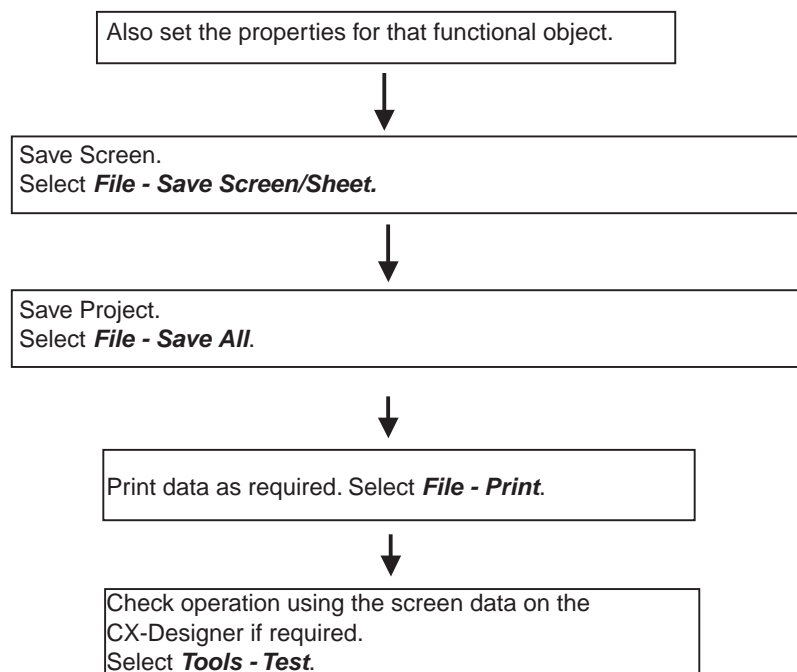 Also set the properties for that functional object.
Save Screen.
Select File - Save Screen/Sheet.
Save Project.
Select File - Save All.
Print data as required. Select File - Print.
Check operation using the screen data on the
CX-Designer if required.
Select Tools - Test.